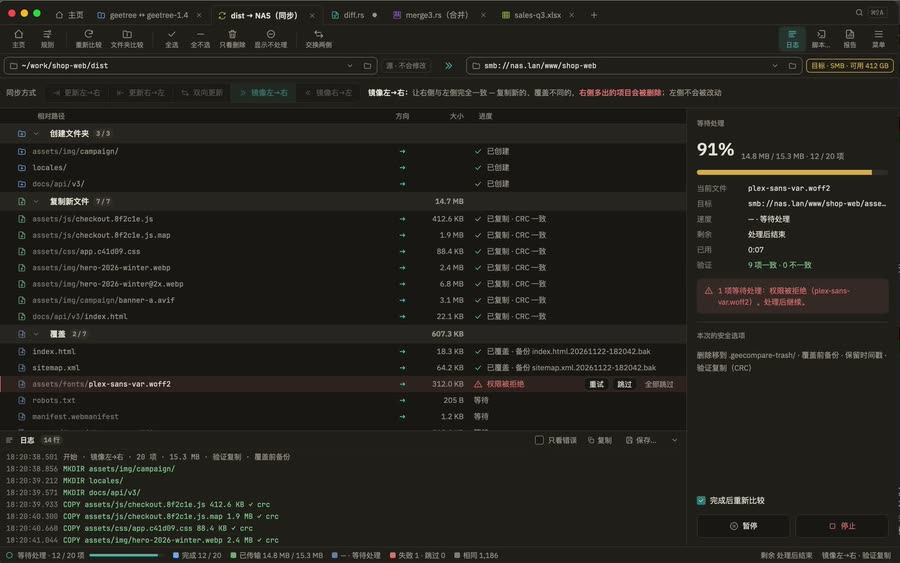 主页
geetree ⇔ geetree-1.4 ×
dist → NAS（同步） ×
diff.rs
merge3.rs（合并） ×
sales-q3.xlsx ×
+
主页
规则
重新比较
文件夹比较
全选
全不选
只看删除
显示不处理
交换两侧
日志
脚本…
报告
菜单
~/work/shop-web/dist
源 · 不会修改
smb://nas.lan/www/shop-web
目标 · SMB · 可用 412 GB
同步方式
更新左→右
更新右→左
双向更新
镜像左→右
镜像右→左
镜像左→右： 让右侧与左侧完全一致 — 复制新的、覆盖不同的，右侧多出的项目会被删除；左侧不会被改动
相对路径 方向 大小 进度
创建文件夹 3 / 3
assets/img/campaign/ → ✓ 已创建
locales/ → ✓ 已创建
docs/api/v3/ → ✓ 已创建
复制新文件 7 / 7 14.7 MB
assets/js/checkout.8f2c1e.js → 412.6 KB ✓ 已复制 · CRC 一致
assets/js/checkout.8f2c1e.js.map → 1.9 MB ✓ 已复制 · CRC 一致
assets/css/app.c41d09.css → 88.4 KB ✓ 已复制 · CRC 一致
assets/img/hero-2026-winter.webp → 2.4 MB ✓ 已复制 · CRC 一致
assets/img/hero-2026-winter@2x.webp → 6.8 MB ✓ 已复制 · CRC 一致
assets/img/campaign/banner-a.avif → 3.1 MB ✓ 已复制 · CRC 一致
docs/api/v3/index.html → 22.1 KB ✓ 已复制 · CRC 一致
覆盖 2 / 7 607.3 KB
index.html → 18.3 KB ✓ 已覆盖 · 备份 index.html.20261122-182042.bak
sitemap.xml → 64.2 KB ✓ 已覆盖 · 备份 sitemap.xml.20261122-182042.bak
assets/fonts/plex-sans-var.woff2 → 312.0 KB 权限被拒绝 重试 跳过 全部跳过
robots.txt → 205 B 等待
manifest.webmanifest → 1.2 KB 等待
等待处理
91% 14.8 MB / 15.3 MB · 12 / 20 项
当前文件 plex-sans-var.woff2
目标 smb://nas.lan/www/shop-web/asse…
速度 — · 等待处理
剩余 处理后结束
已用 0:07
验证 9 项一致 · 0 不一致
1 项等待处理：权限被拒绝（plex-sans-var.woff2）。处理后继续。
本次的安全选项
删除移到 .geecompare-trash/ · 覆盖前备份 · 保留时间戳 · 验证复制（CRC）
完成后重新比较
暂停
停止
日志 14 行 只看错误 复制 保存…
18:20:38.501 开始 · 镜像左→右 · 20 项 · 15.3 MB · 验证复制 · 覆盖前备份
18:20:38.856 MKDIR assets/img/campaign/
18:20:39.212 MKDIR locales/
18:20:39.571 MKDIR docs/api/v3/
18:20:39.933 COPY assets/js/checkout.8f2c1e.js 412.6 KB ✓ crc
18:20:40.300 COPY assets/js/checkout.8f2c1e.js.map 1.9 MB ✓ crc
18:20:40.668 COPY assets/css/app.c41d09.css 88.4 KB ✓ crc
18:20:41.044 COPY assets/img/hero-2026-winter.webp 2.4 MB ✓ crc
等待处理 · 12 / 20 项 完成 12 / 20 已传输 14.8 MB / 15.3 MB — · 等待处理 失败 1 · 跳过 0 相同 1,186 剩余 处理后结束 镜像左→右 · 验证复制